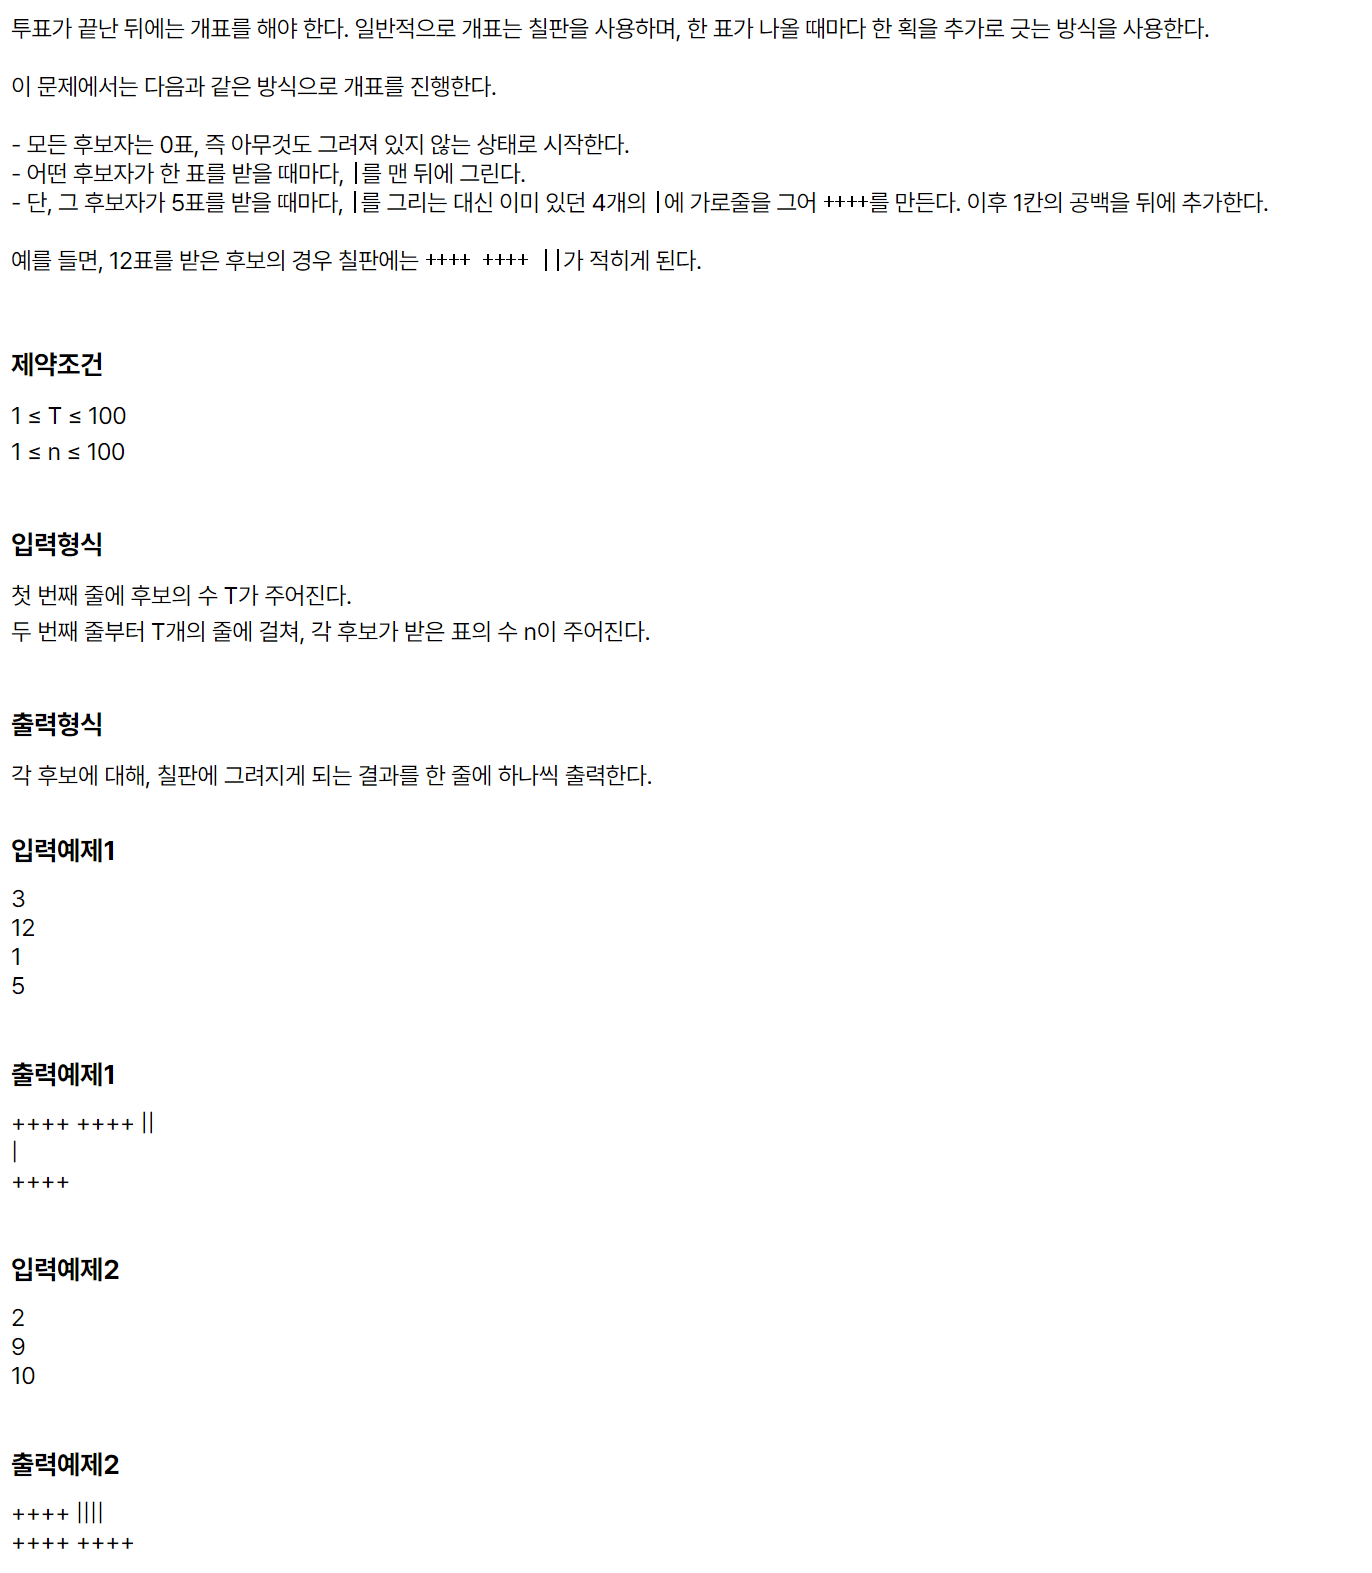 투표가 끝난 뒤에는 개표를 해야 한다. 일반적으로 개표는 칠판을 사용하며, 한 표가 나올 때마다 한 획을 추가로 긋는 방식을 사용한다.
이 문제에서는 다음과 같은 방식으로 개표를 진행한다.
- 모든 후보자는 0표, 즉 아무것도 그려져 있지 않는 상태로 시작한다.
- 어떤 후보자가 한 표를 받을 때마다, |를 맨 뒤에 그린다.
- 단, 그 후보자가 5표를 받을 때마다, |를 그리는 대신 이미 있던 4개의 |에 가로줄을 그어 ++++를 만든다. 이후 1칸의 공백을 뒤에 추가한다.
예를 들면, 12표를 받은 후보의 경우 칠판에는 ++++ ++++ ||가 적히게 된다.
제약조건
1 ≤ T ≤ 100
1 ≤ n ≤ 100
입력형식
첫 번째 줄에 후보의 수 T가 주어진다.
두 번째 줄부터 T개의 줄에 걸쳐, 각 후보가 받은 표의 수 n이 주어진다.
출력형식
각 후보에 대해, 칠판에 그려지게 되는 결과를 한 줄에 하나씩 출력한다.
입력예제1
3
12
1
5
출력예제1
++++ ++++ ||
|
++++
입력예제2
2
9
10
출력예제2
++++ ||||
++++ ++++